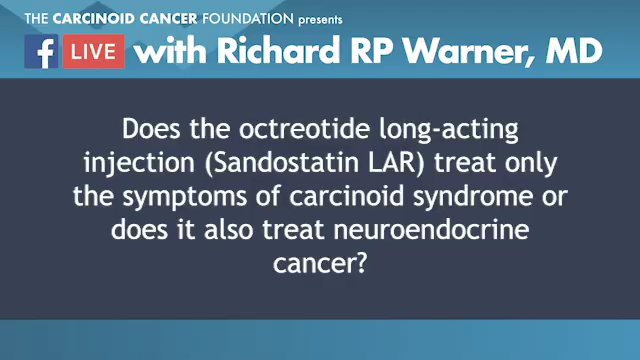 THE CARCINOID CANCER FOUNDATION presents
f LIVE with Richard RP Warner, MD
Does the octreotide long-acting
injection (Sandostatin LAR) treat only
the symptoms of carcinoid syndrome or
does it also treat neuroendocrine
cancer?